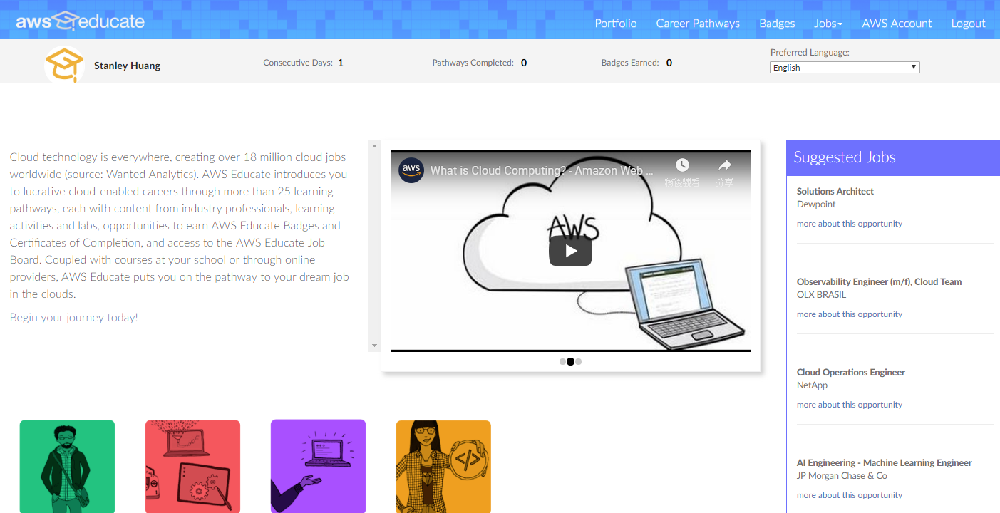 aws educate
Portfolio Career Pathways Badges Jobs AWS Account Logout
Stanley Huang
Consecutive Days: 1
Pathways Completed: 0
Badges Earned: 0
Preferred Language:
English
Cloud technology is everywhere, creating over 18 million cloud jobs
worldwide (source: Wanted Analytics). AWS Educate introduces you
to lucrative cloud-enabled careers through more than 25 learning
pathways, each with content from industry professionals, learning
activities and labs, opportunities to earn AWS Educate Badges and
Certificates of Completion, and access to the AWS Educate Job
Board. Coupled with courses at your school or through online
providers, AWS Educate puts you on the pathway to your dream job
in the clouds.
Begin your journey today!
aws
What is Cloud Computing? - Amazon Web ...
稍後觀看
分享
AWS
Suggested Jobs
Solutions Architect
Dewpoint
more about this opportunity
Observability Engineer (m/f), Cloud Team
OLX BRASIL
more about this opportunity
Cloud Operations Engineer
NetApp
more about this opportunity
AI Engineering - Machine Learning Engineer
JP Morgan Chase & Co
more about this opportunity